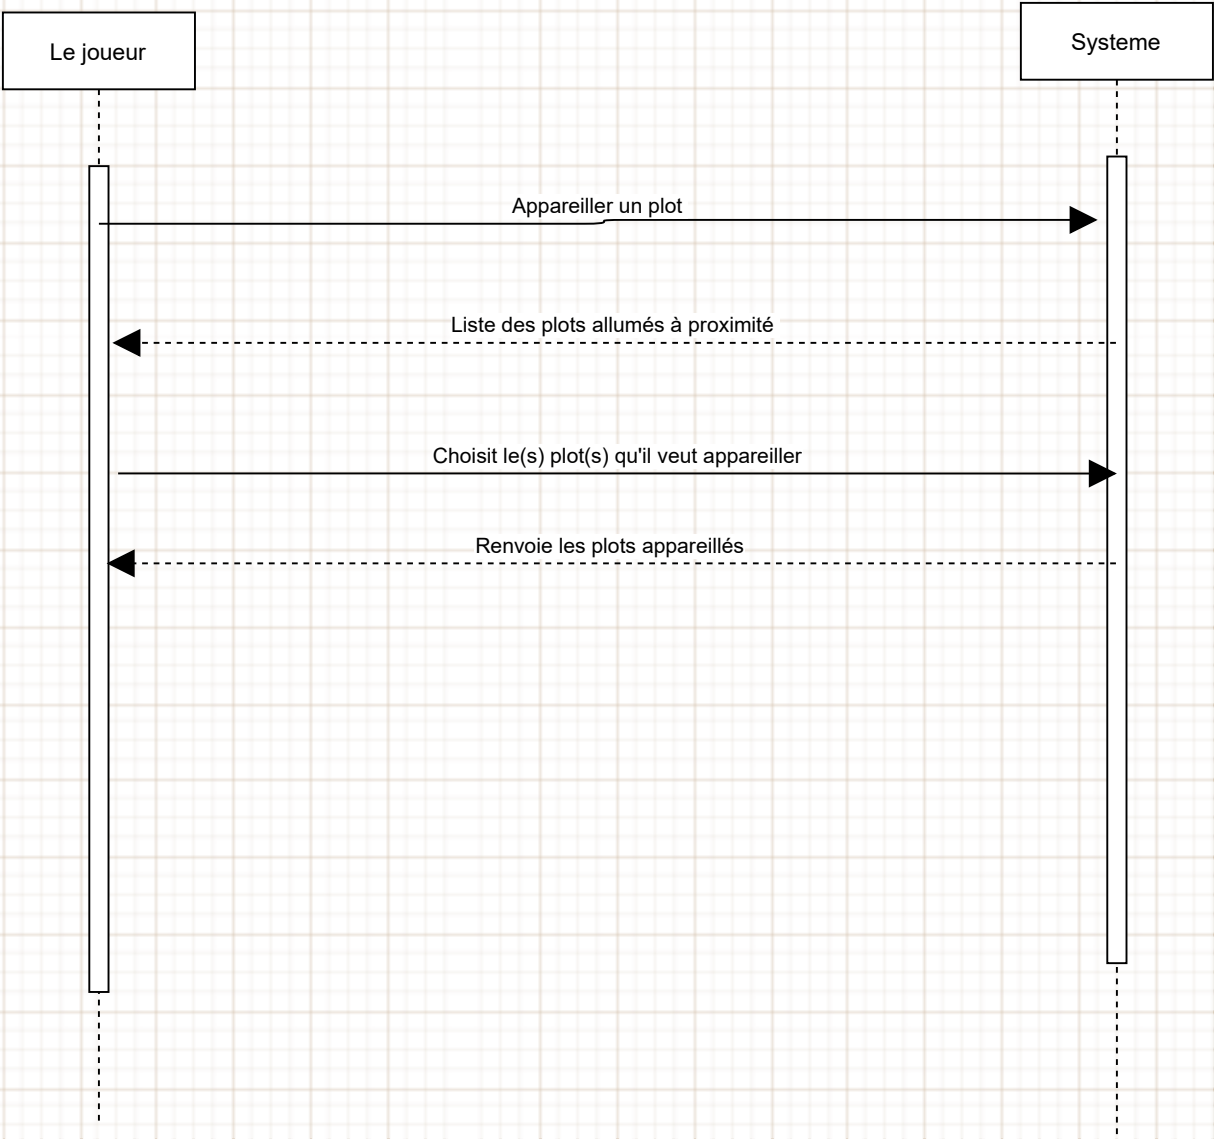 Le joueur
Systeme
Appareiller un plot
Liste des plots allumés à proximité
Choisit le(s) plot(s) qu'il veut appareiller
Renvoie les plots appareillés